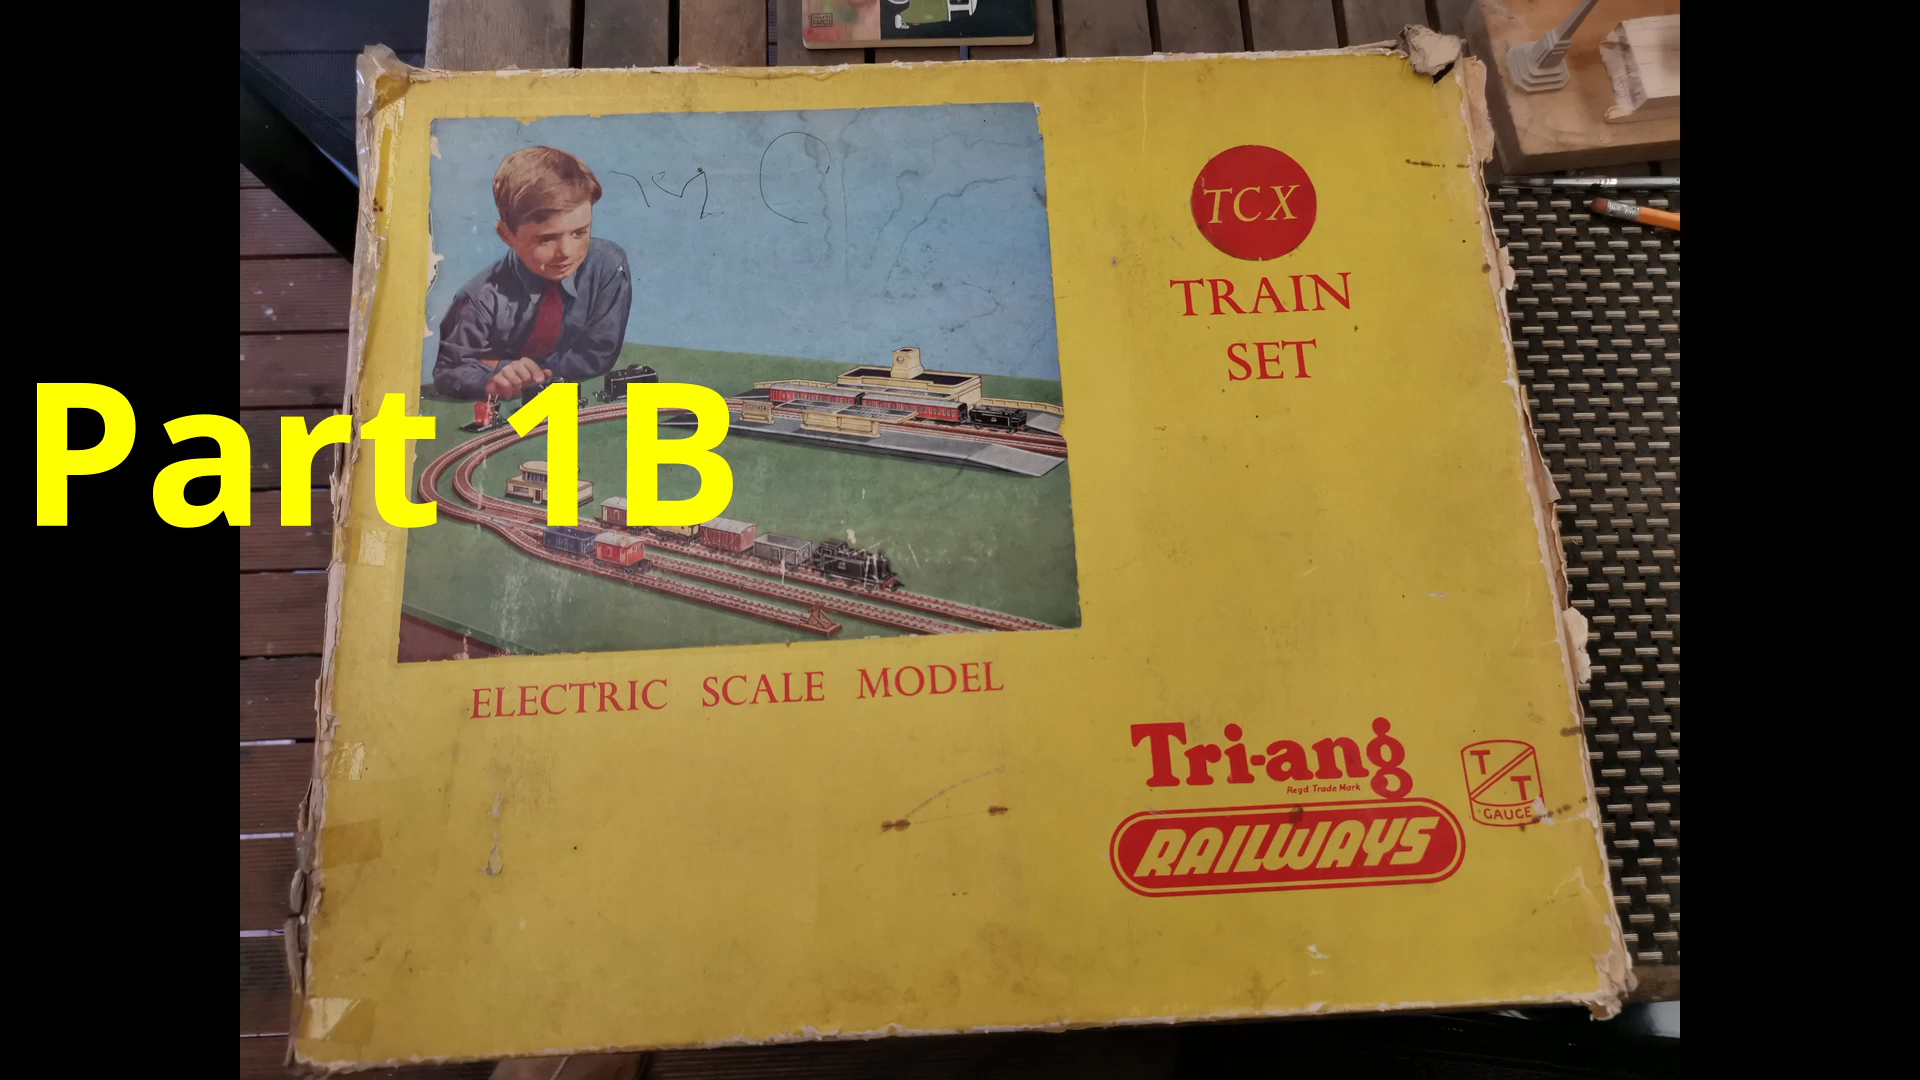 TCX
TRAIN
SET
Part 1B
ELECTRIC SCALE MODEL
Tri-ang
Regd Trade Mark
RAILWAYS
T T
GAUGE